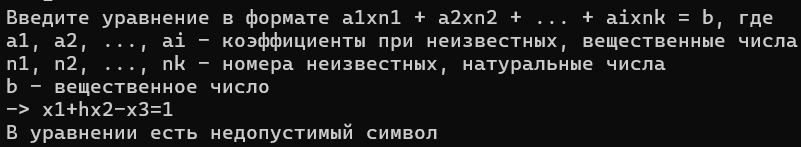 Введите уравнение в формате a1xn1 + a2xn2 + ... + aixnk = b, где
a1, a2, ..., ai - коэффициенты при неизвестных, вещественные числа
n1, n2, ..., nk - номера неизвестных, натуральные числа
b - вещественное число
-> x1+hx2-x3=1
В уравнении есть недопустимый символ